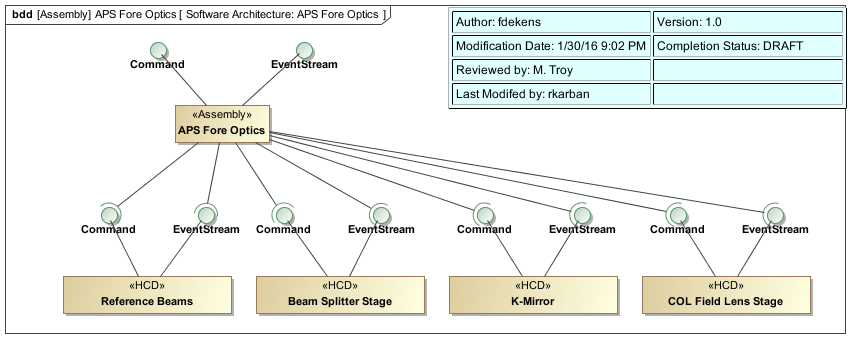 bdd [Assembly] APS Fore Optics [ Software Architecture: APS Fore Optics ]
Author: fdekens
Version: 1.0
Modification Date: 1/30/16 9:02 PM
Completion Status: DRAFT
Reviewed by: M. Troy
Last Modifed by: rkarban
Command
EventStream
«Assembly»
APS Fore Optics
Command
EventStream
Command
EventStream
Command
EventStream
Command
EventStream
«HCD»
Reference Beams
«HCD»
Beam Splitter Stage
«HCD»
K-Mirror
«HCD»
COL Field Lens Stage